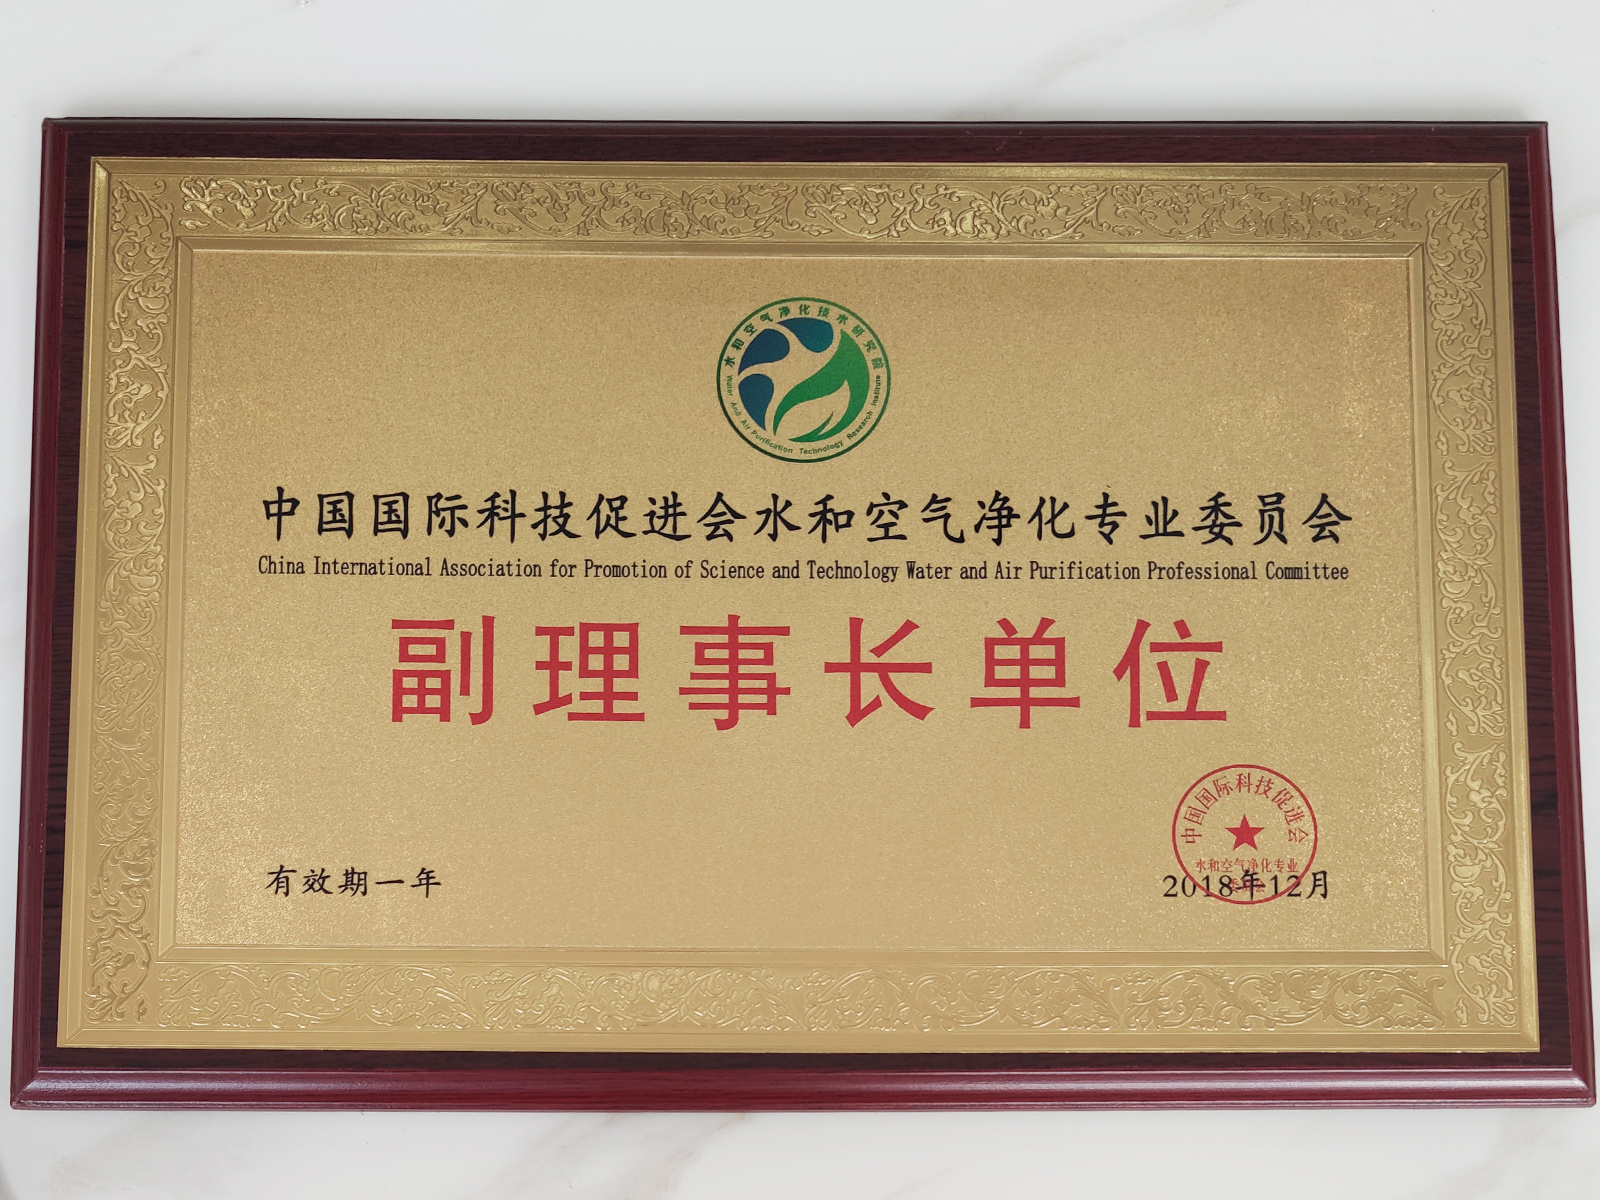 水和空气净化技术研究院
Water And Air Purification Technology Research Institute
中国国际科技促进会水和空气净化专业委员会
China International Association for Promotion of Science and Technology Water and Air Purification Professional Committee
副理事长单位
中国国际科技促进会
水和空气净化专业
委员会
有效期一年
2018年12月